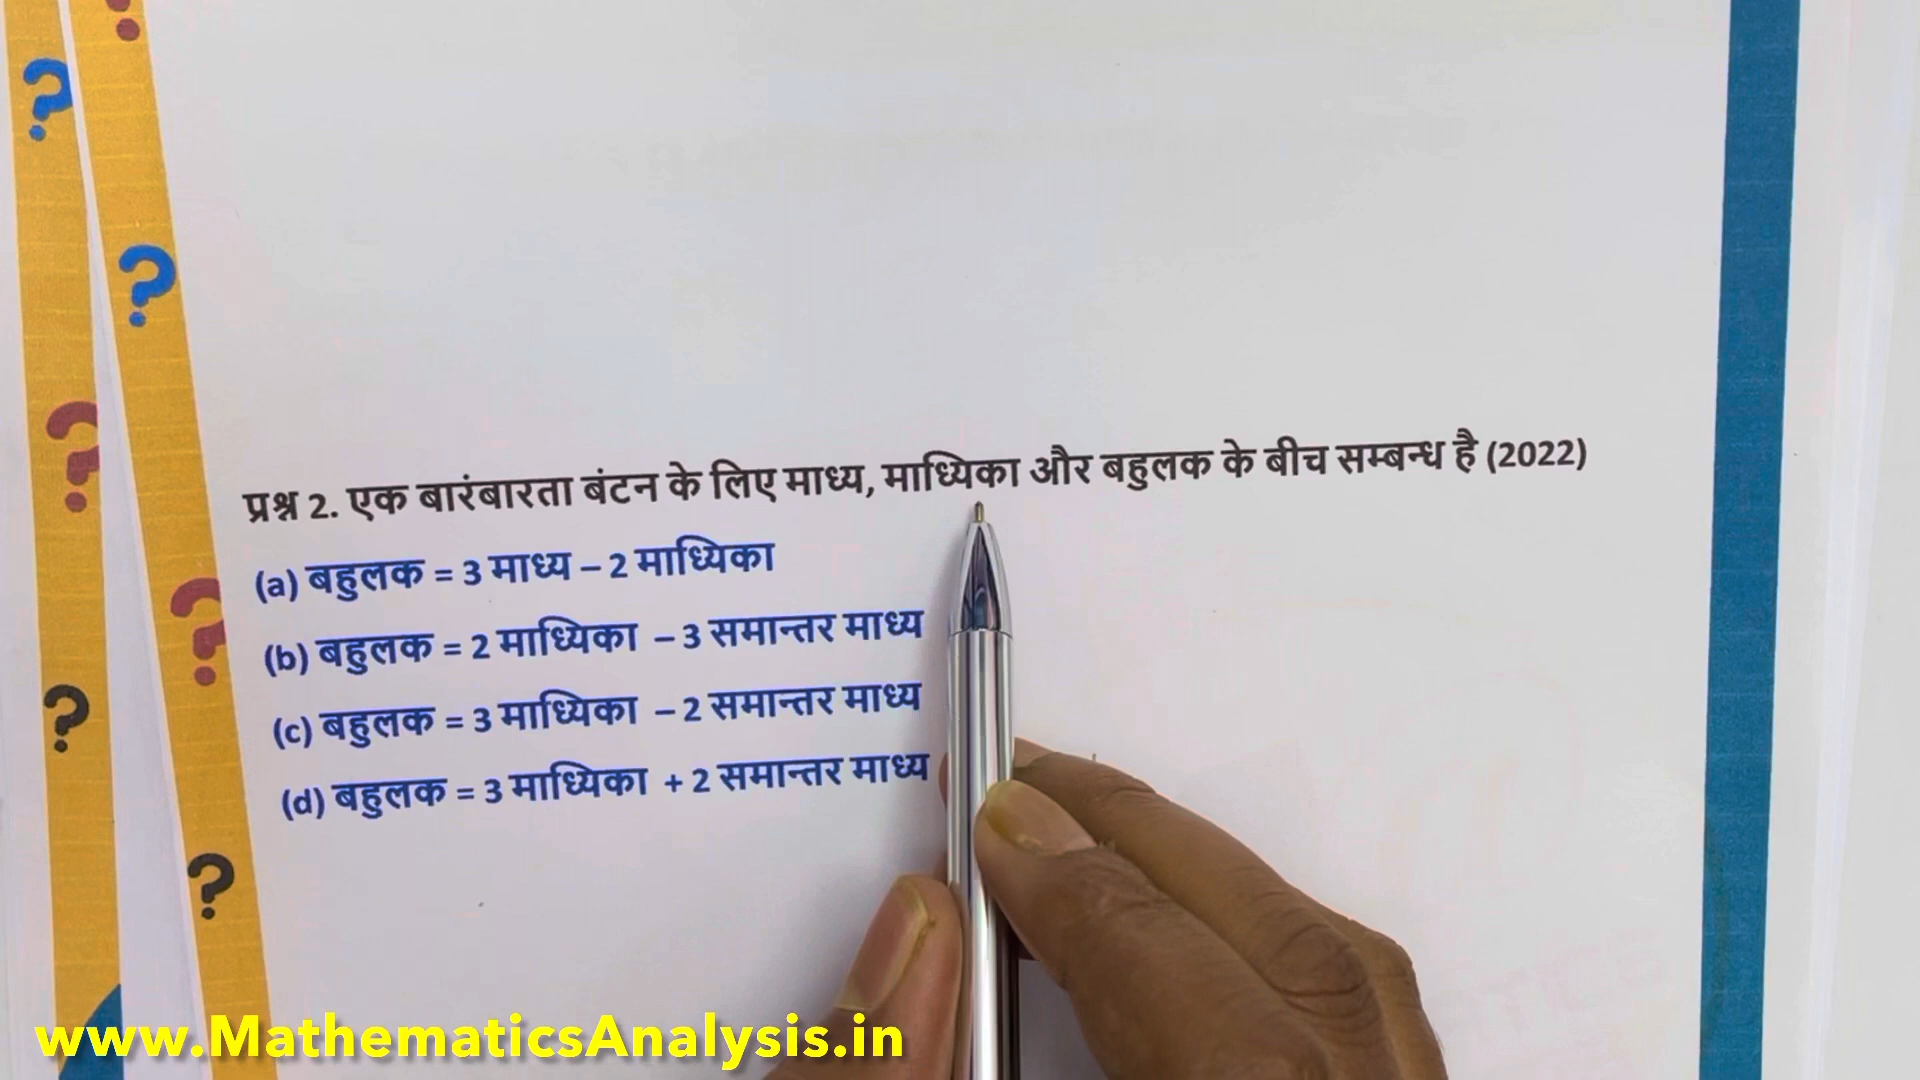 प्रश्न 2. एक बारंबारता बंटन के लिए माध्य, माध्यिका और बहुलक के बीच सम्बन्ध है (2022)
(a) बहुलक = 3 माध्य – 2 माध्यिका
(b) बहुलक = 2 माध्यिका – 3 समान्तर माध्य
(c) बहुलक = 3 माध्यिका – 2 समान्तर माध्य
(d) बहुलक = 3 माध्यिका + 2 समान्तर माध्य
www.MathematicsAnalysis.in